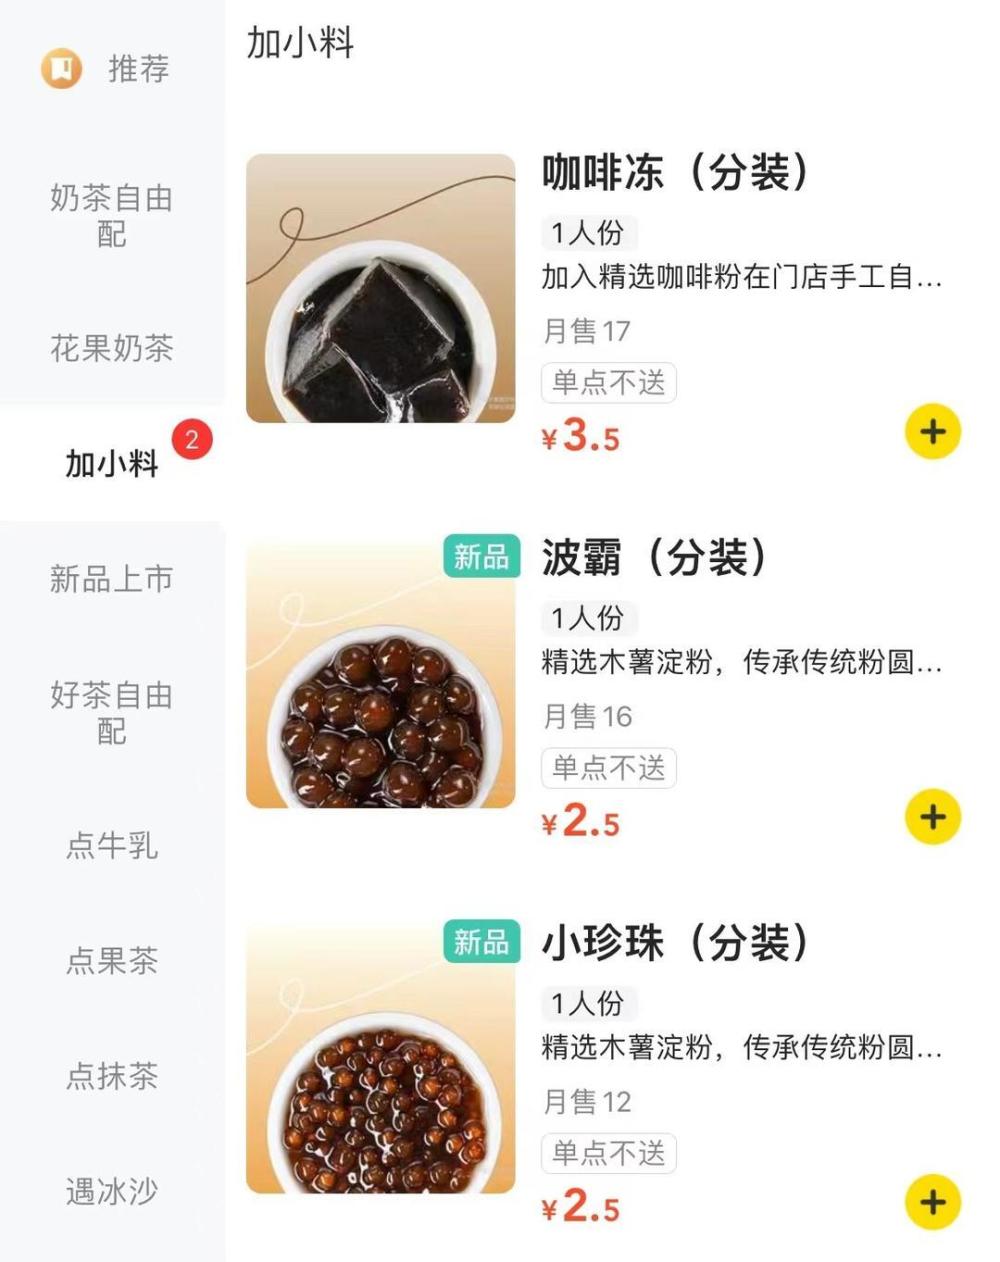 推荐
奶茶自由
配
花果奶茶
加小料
2
新品上市
好茶自由
配
点牛乳
点果茶
点抹茶
遇冰沙
加小料
咖啡冻（分装）
1人份
加入精选咖啡粉在门店手工自...
月售17
单点不送
¥3.5
新品
波霸（分装）
1人份
精选木薯淀粉，传承传统粉圆...
月售16
单点不送
¥2.5
新品
小珍珠（分装）
1人份
精选木薯淀粉，传承传统粉圆...
月售12
单点不送
¥2.5